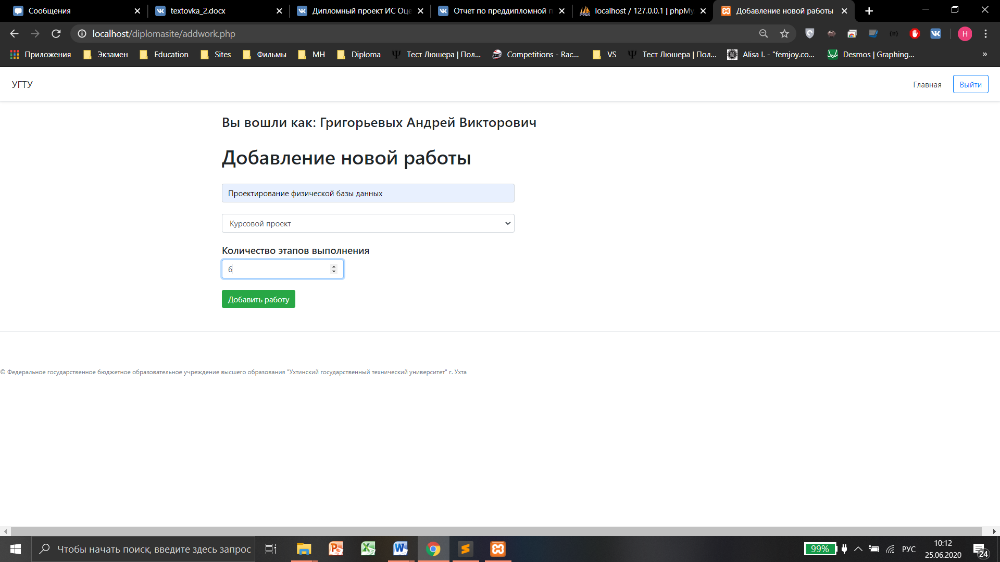 Сообщения
textovka_2.docx
Дипломный проект ИС Оце
Отчет по преддипломной п
localhost / 127.0.0.1 | phpMy
Добавление новой работы
localhost/diplomasite/addwork.php
H
Приложения
Экзамен
Education
Sites
Фильмы
МН
Diploma
Тест Люшера | Пол...
Competitions - Rac...
VS
Тест Люшера | Пол...
Alisa I. - "femjoy.co...
Desmos | Graphing...
»
УГТУ
Главная
Выйти
Вы вошли как: Григорьевых Андрей Викторович
Добавление новой работы
Проектирование физической базы данных
Курсовой проект
Количество этапов выполнения
6
Добавить работу
© Федеральное государственное бюджетное образовательное учреждение высшего образования "Ухтинский государственный технический университет" г. Ухта
Чтобы начать поиск, введите здесь запрос
99%
РУС
10:12
25.06.2020
24